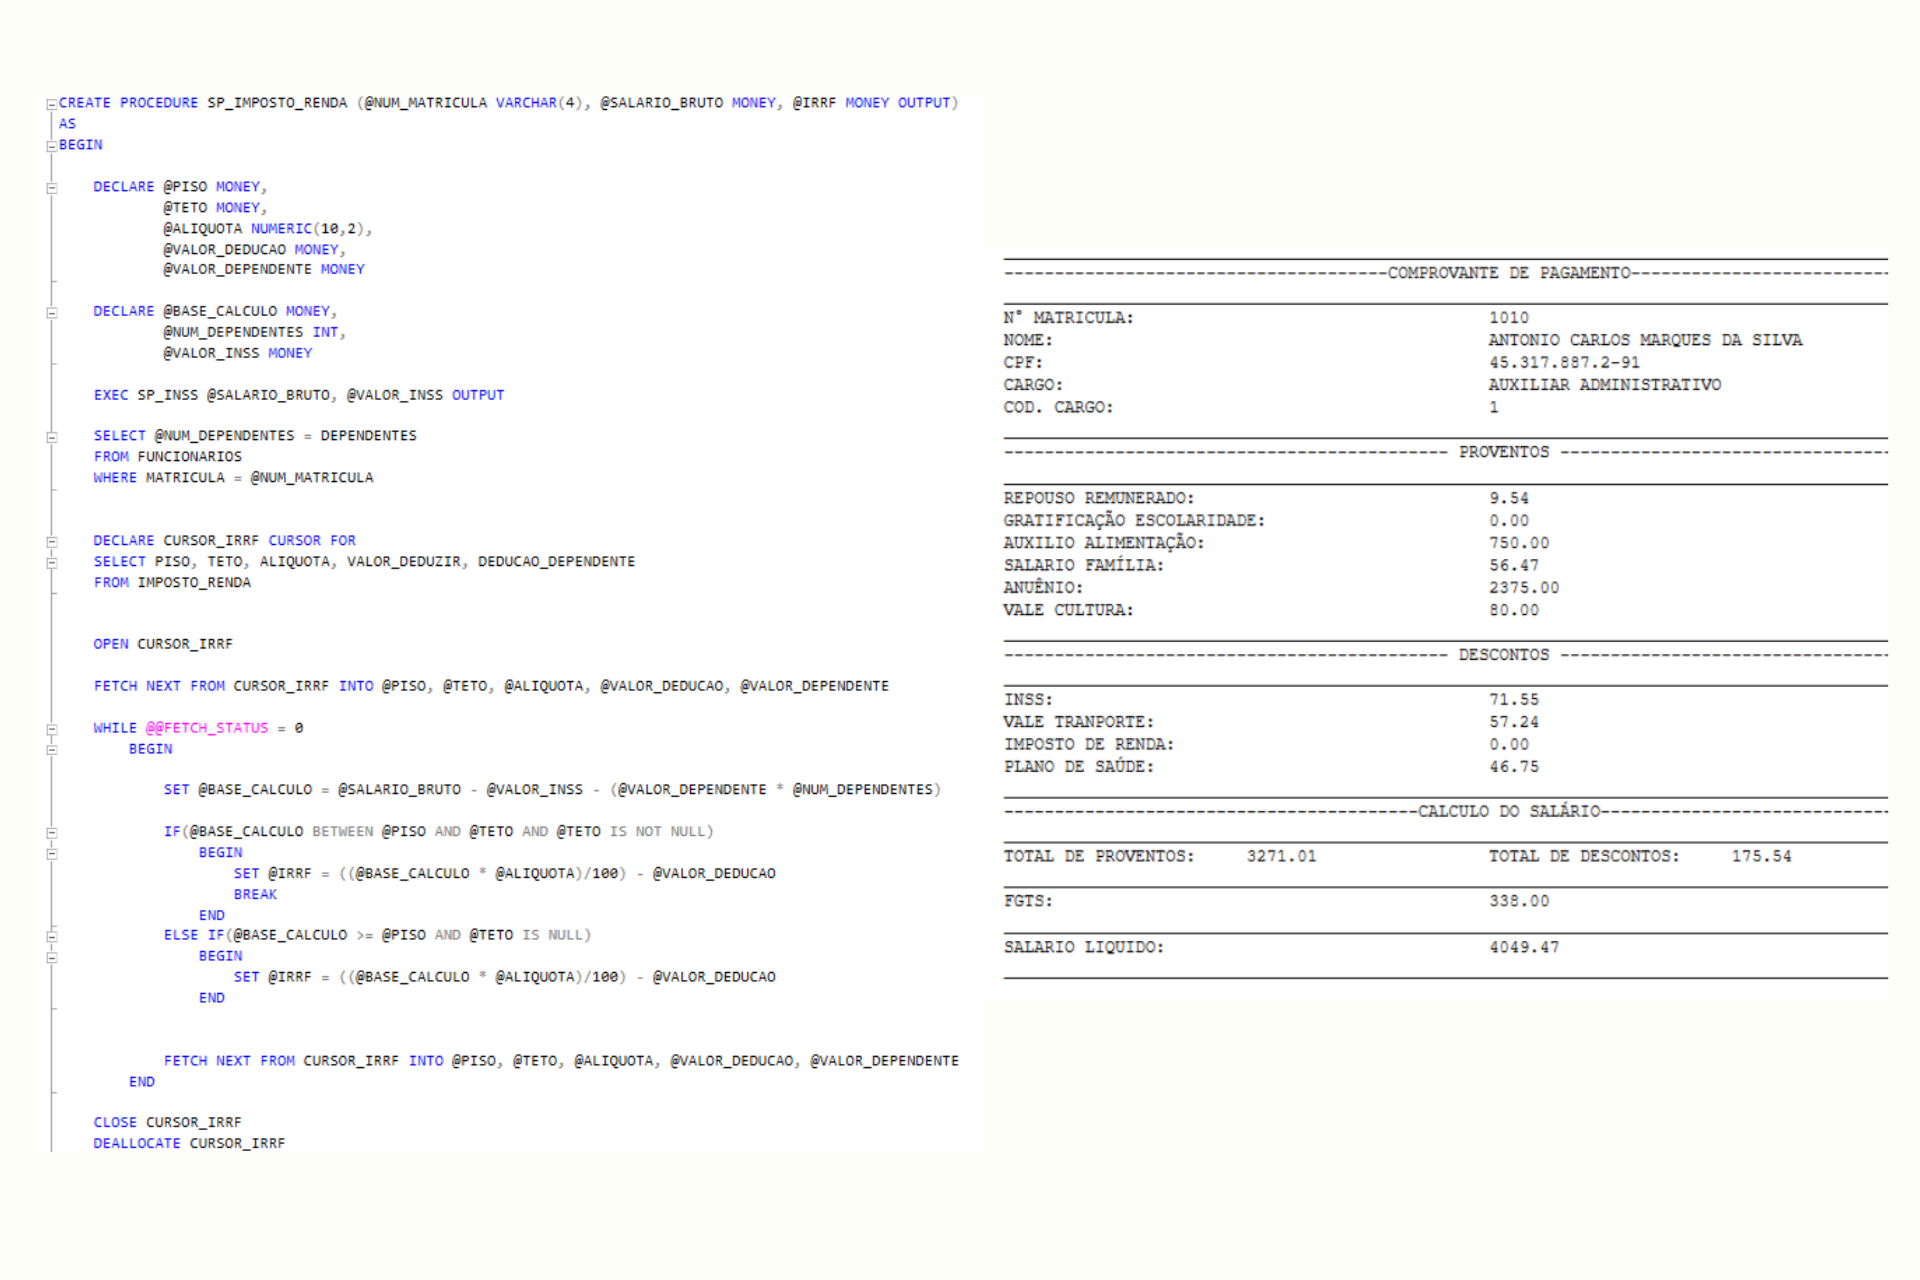 CREATE PROCEDURE SP_IMPOSTO_RENDA (@NUM_MATRICULA VARCHAR(4), @SALARIO_BRUTO MONEY, @IRRF MONEY OUTPUT)
AS
BEGIN
DECLARE @PISO MONEY,
@TETO MONEY,
@ALIQUOTA NUMERIC(10,2),
@VALOR_DEDUCAO MONEY,
@VALOR_DEPENDENTE MONEY
DECLARE @BASE_CALCULO MONEY,
@NUM_DEPENDENTES INT,
@VALOR_INSS MONEY
EXEC SP_INSS @SALARIO_BRUTO, @VALOR_INSS OUTPUT
SELECT @NUM_DEPENDENTES = DEPENDENTES
FROM FUNCIONARIOS
WHERE MATRICULA = @NUM_MATRICULA
DECLARE CURSOR_IRRF CURSOR FOR
SELECT PISO, TETO, ALIQUOTA, VALOR_DEDUZIR, DEDUCAO_DEPENDENTE
FROM IMPOSTO_RENDA
OPEN CURSOR_IRRF
FETCH NEXT FROM CURSOR_IRRF INTO @PISO, @TETO, @ALIQUOTA, @VALOR_DEDUCAO, @VALOR_DEPENDENTE
WHILE @@FETCH_STATUS = 0
BEGIN
SET @BASE_CALCULO = @SALARIO_BRUTO - @VALOR_INSS - (@VALOR_DEPENDENTE * @NUM_DEPENDENTES)
IF(@BASE_CALCULO BETWEEN @PISO AND @TETO AND @TETO IS NOT NULL)
BEGIN
SET @IRRF = ((@BASE_CALCULO * @ALIQUOTA)/100) - @VALOR_DEDUCAO
BREAK
END
ELSE IF(@BASE_CALCULO >= @PISO AND @TETO IS NULL)
BEGIN
SET @IRRF = ((@BASE_CALCULO * @ALIQUOTA)/100) - @VALOR_DEDUCAO
END
FETCH NEXT FROM CURSOR_IRRF INTO @PISO, @TETO, @ALIQUOTA, @VALOR_DEDUCAO, @VALOR_DEPENDENTE
END
CLOSE CURSOR_IRRF
DEALLOCATE CURSOR_IRRF
--------------------------------------COMPROVANTE DE PAGAMENTO--------------------------
N° MATRICULA: 1010
NOME: ANTONIO CARLOS MARQUES DA SILVA
CPF: 45.317.887.2-91
CARGO: AUXILIAR ADMINISTRATIVO
COD. CARGO: 1
-------------------------------------------- PROVENTOS ---------------------------------
REPOUSO REMUNERADO: 9.54
GRATIFICAÇÃO ESCOLARIDADE: 0.00
AUXILIO ALIMENTAÇÃO: 750.00
SALARIO FAMÍLIA: 56.47
ANUÊNIO: 2375.00
VALE CULTURA: 80.00
-------------------------------------------- DESCONTOS ---------------------------------
INSS: 71.55
VALE TRANPORTE: 57.24
IMPOSTO DE RENDA: 0.00
PLANO DE SAÚDE: 46.75
-----------------------------------------CALCULO DO SALÁRIO-----------------------------
TOTAL DE PROVENTOS: 3271.01 TOTAL DE DESCONTOS: 175.54
FGTS: 338.00
SALARIO LIQUIDO: 4049.47